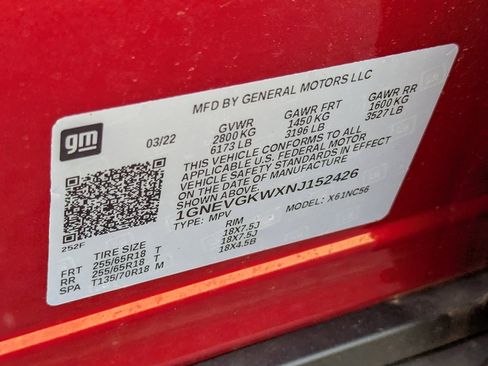 MFD BY GENERAL MOTORS LLC
gm
03/22 GVWR GAWR FRT GAWR RR
2800 KG 1450 KG 1600 KG
6173 LB 3196 LB 3527 LB
THIS VEHICLE CONFORMS TO ALL
APPLICABLE U.S. FEDERAL MOTOR
VEHICLE SAFETY STANDARDS IN EFFECT ON
THE DATE OF MANUFACTURE SHOWN ABOVE.
1GNEVGKWXNJ152426
TYPE: MPV MODEL: X61NC56
252F
TIRE SIZE RIM
FRT 255/65R18 T 18X7.5J
RR 255/65R18 T 18X7.5J
SPA T135/70R18 M 18X4.5B